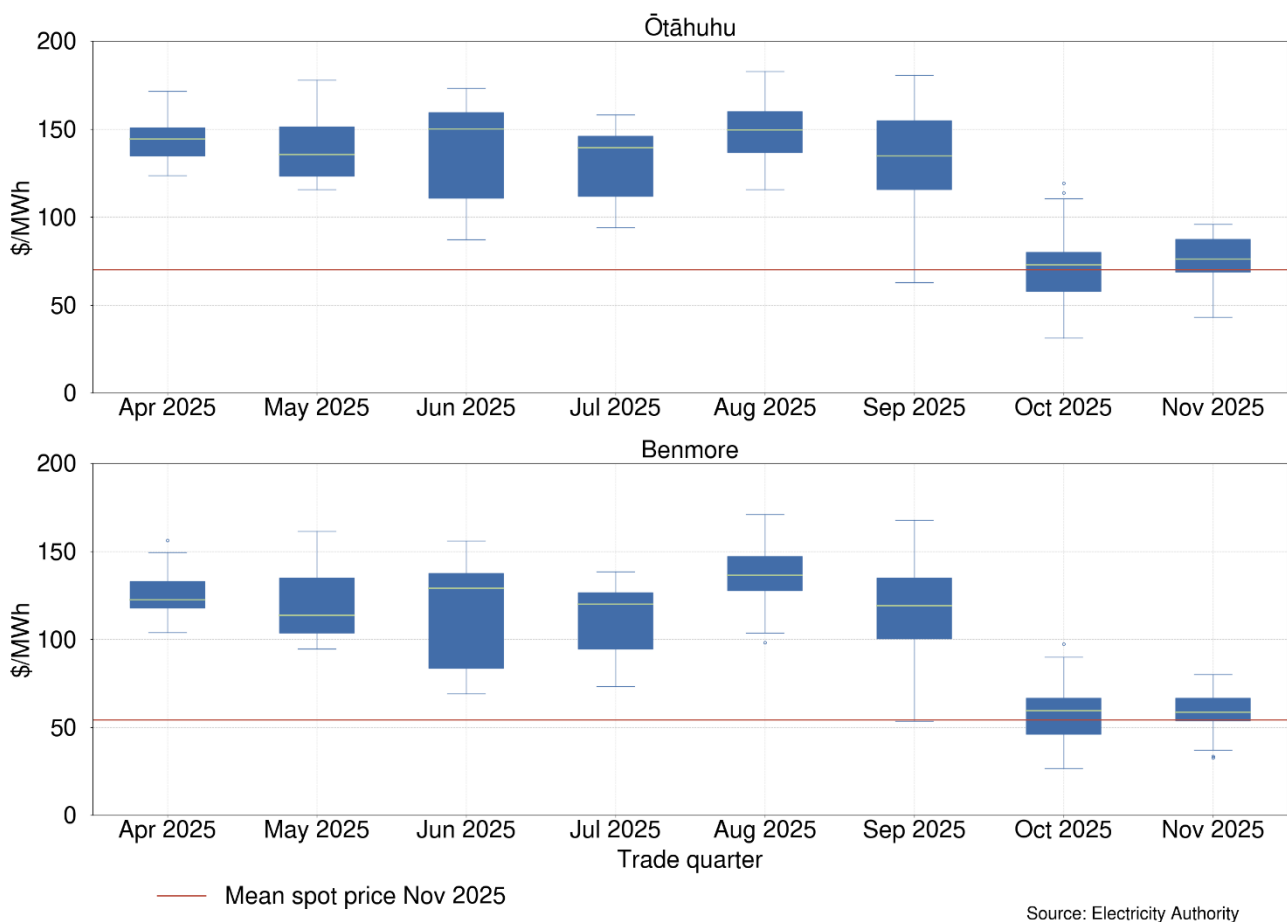 Ōtāhuhu
200
150
100
50
0
$/MWh
Apr 2025 May 2025 Jun 2025 Jul 2025 Aug 2025 Sep 2025 Oct 2025 Nov 2025
Benmore
200
150
100
50
0
$/MWh
Apr 2025 May 2025 Jun 2025 Jul 2025 Aug 2025 Sep 2025 Oct 2025 Nov 2025
Trade quarter
Mean spot price Nov 2025
Source: Electricity Authority